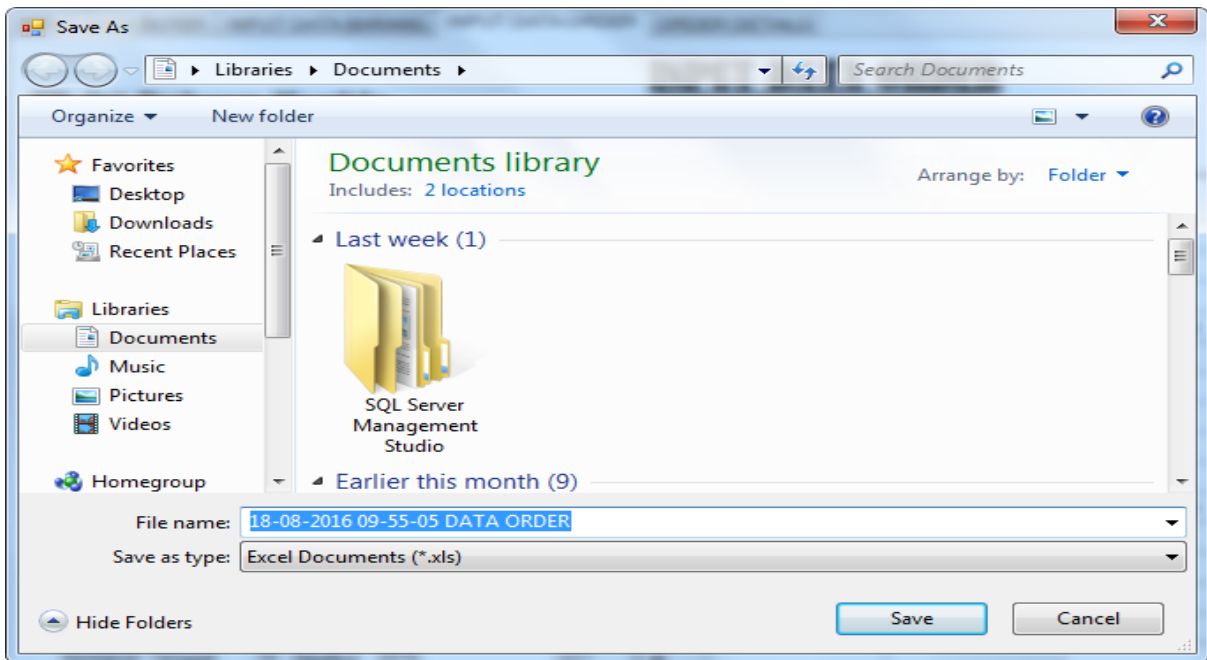 Save As
Libraries Documents
Search Documents
Organize New folder
Favorites
Desktop
Downloads
Recent Places
Libraries
Documents
Music
Pictures
Videos
Homegroup
Documents library
Includes: 2 locations
Arrange by: Folder
Last week (1)
SQL Server
Management
Studio
Earlier this month (9)
File name: 18-08-2016 09-55-05 DATA ORDER
Save as type: Excel Documents (*.xls)
Hide Folders
Save
Cancel